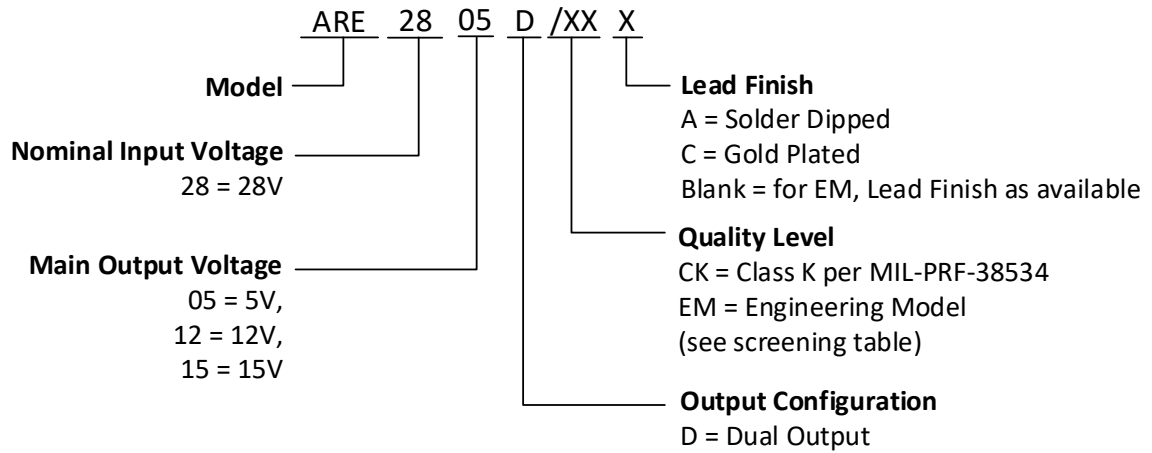 ARE 28 05 D /XX X
Model
Nominal Input Voltage
28 = 28V
Main Output Voltage
05 = 5V,
12 = 12V,
15 = 15V
Lead Finish
A = Solder Dipped
C = Gold Plated
Blank = for EM, Lead Finish as available
Quality Level
CK = Class K per MIL-PRF-38534
EM = Engineering Model
(see screening table)
Output Configuration
D = Dual Output